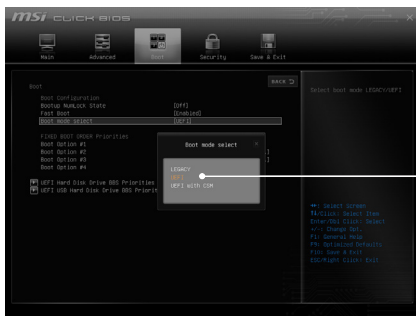 msi CLICK BIOS
Main
Advanced
Boot
Security
Save & Exit
BACK
Boot
Boot Configuration
Bootup NumLock State [Off]
Fast Boot [Enabled]
Boot mode select [UEFI]
FIXED BOOT ORDER Priorities
Boot Option #1
Boot Option #2
Boot Option #3
Boot Option #4
UEFI Hard Disk Drive BBS Priorities
UEFI USB Hard Disk Drive BBS Priorities
Boot mode select
LEGACY
UEFI
UEFI with CSM
Select boot mode LEGACY/UEFI
: Select Screen
/Click: Select Item
Enter/Dbl Click: Select
+/-: Change Opt.
F1: General Help
F9: Optimized Defaults
F10: Save & Exit
ESC/Right Click: Exit